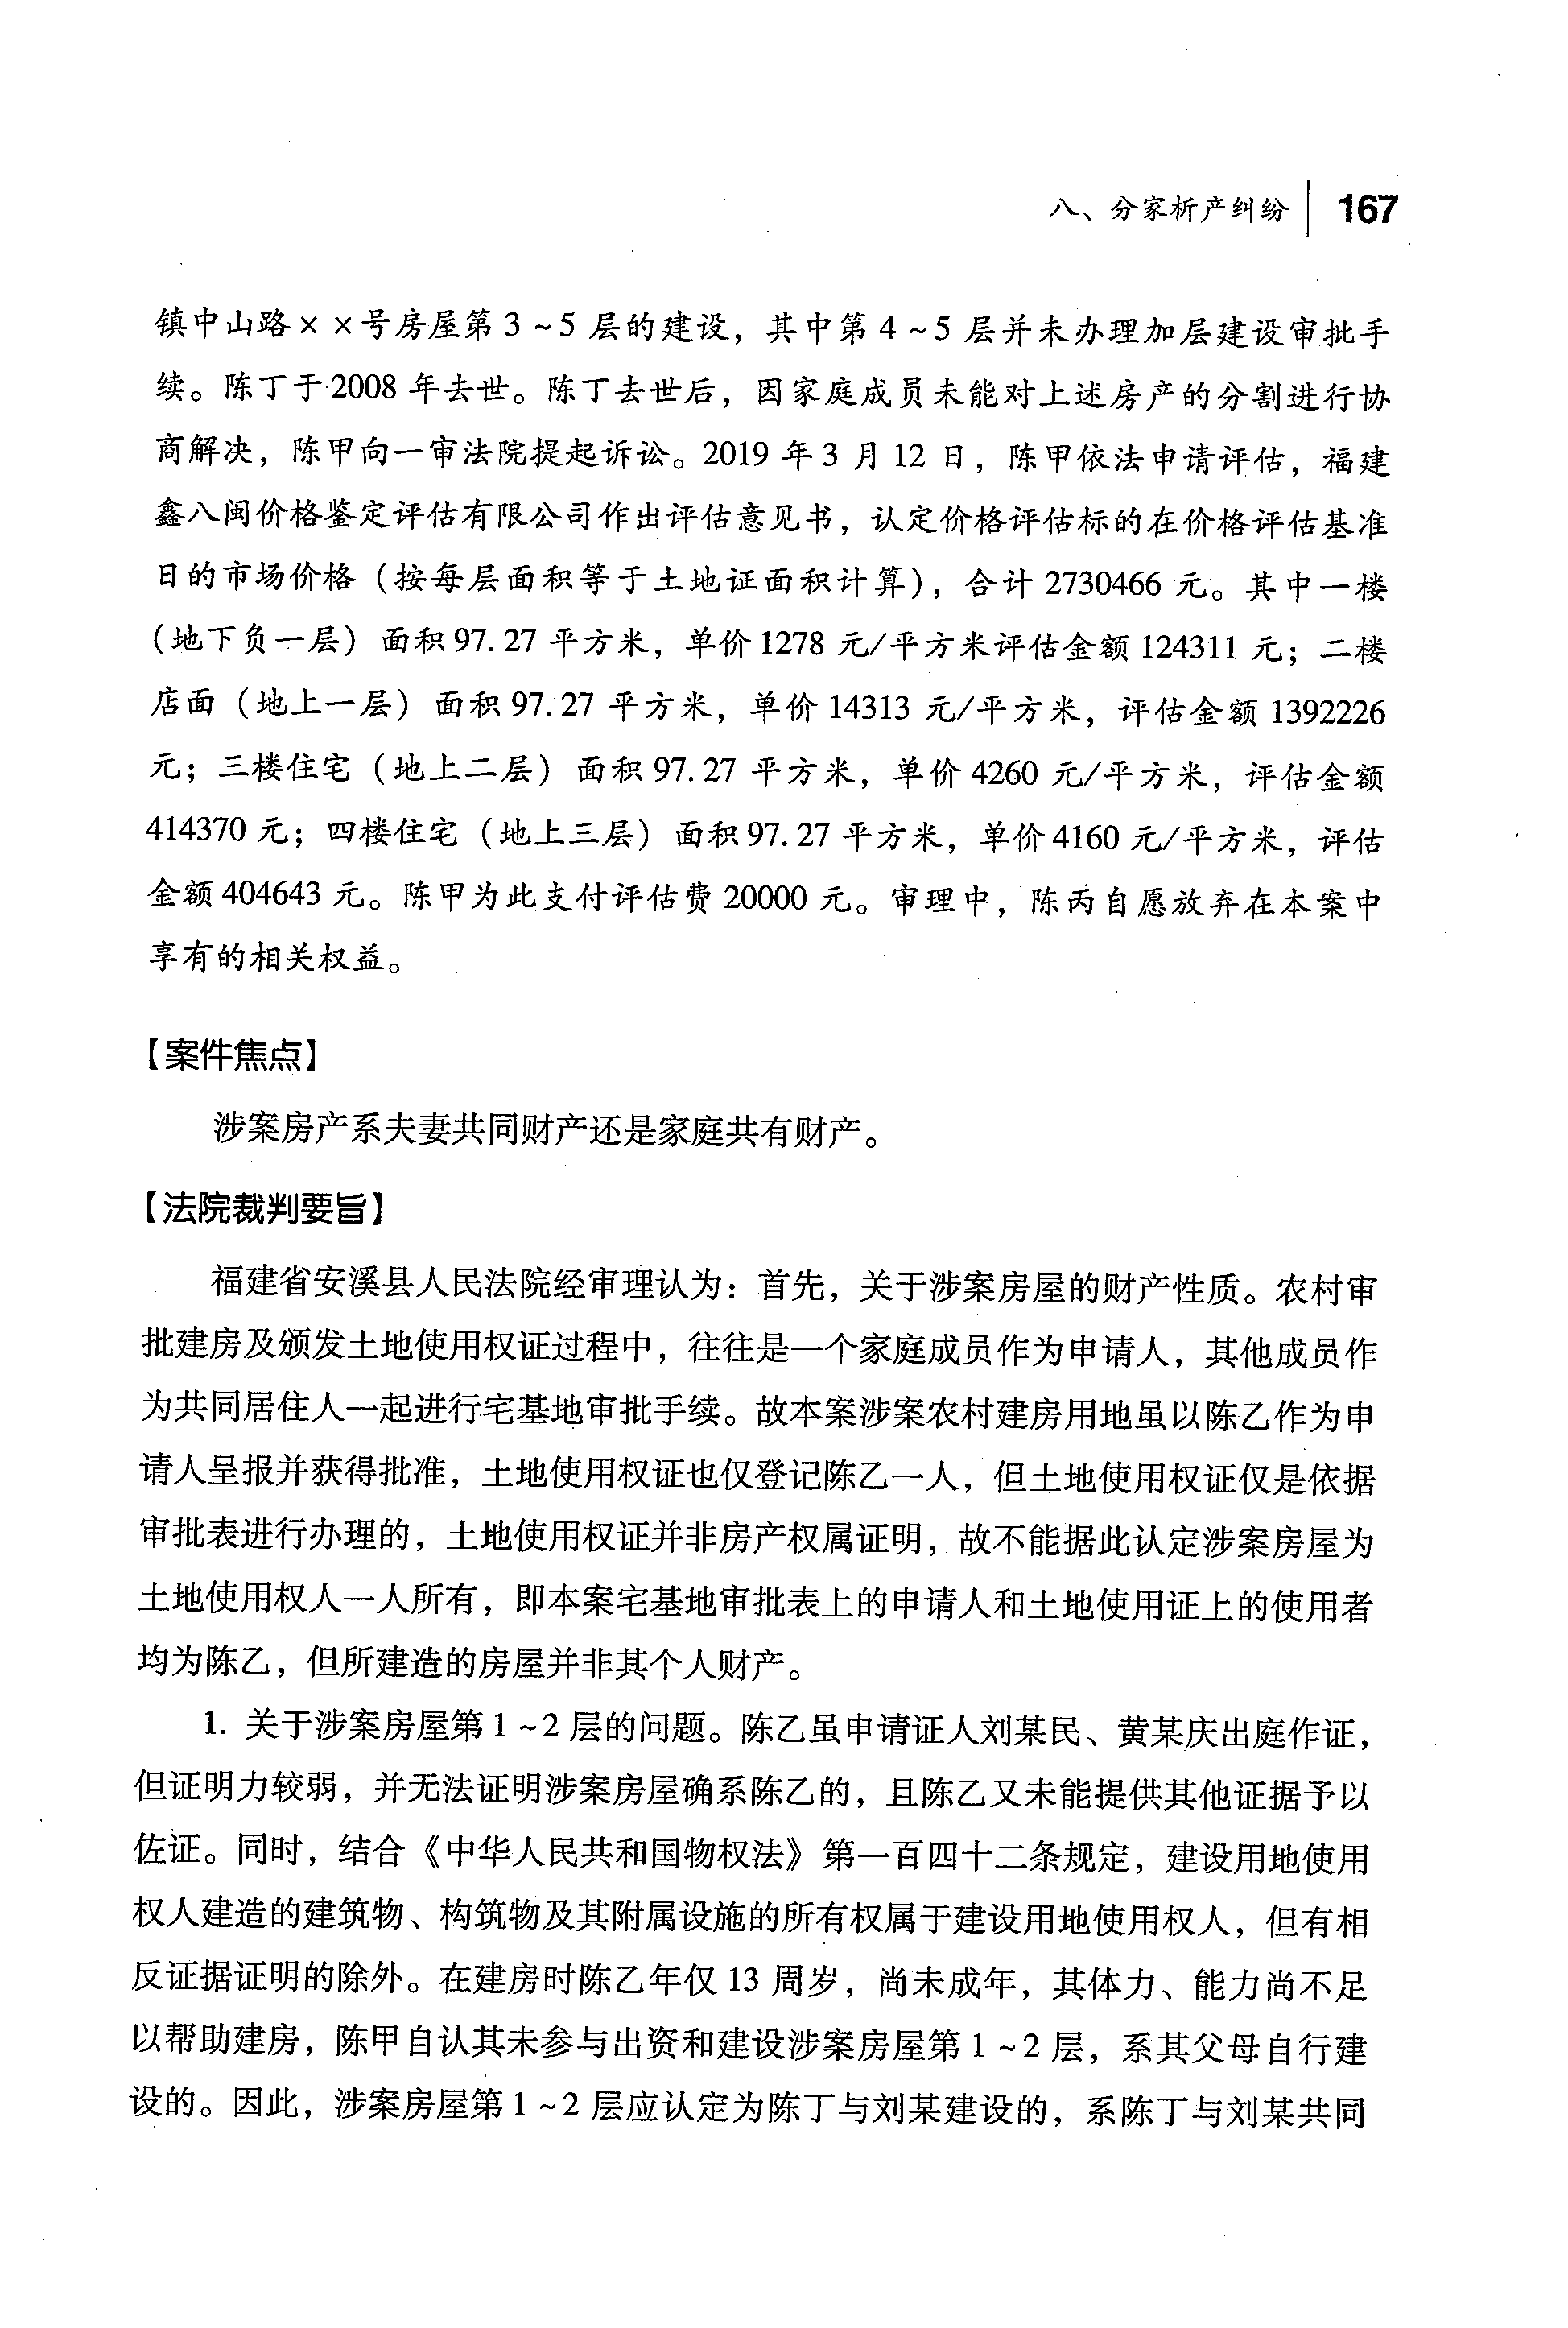 八、分家析产纠纷 | 167
镇中山路××号房屋第3~5层的建设，其中第4~5层并未办理加层建设审批手
续。陈丁于2008年去世。陈丁去世后，因家庭成员未能对上述房产的分割进行协
商解决，陈甲向一审法院提起诉讼。2019年3月12日，陈甲依法申请评估，福建
鑫八闽价格鉴定评估有限公司作出评估意见书，认定价格评估标的在价格评估基准
日的市场价格（按每层面积等于土地证面积计算），合计2730466元。其中一楼
（地下负一层）面积97.27平方米，单价1278元/平方米评估金额124311元；二楼
店面（地上一层）面积97.27平方米，单价14313元/平方米，评估金额1392226
元；三楼住宅（地上二层）面积97.27平方米，单价4260元/平方米，评估金额
414370元；四楼住宅（地上三层）面积97.27平方米，单价4160元/平方米，评估
金额404643元。陈甲为此支付评估费20000元。审理中，陈丙自愿放弃在本案中
享有的相关权益。
【案件焦点】
涉案房产系夫妻共同财产还是家庭共有财产。
【法院裁判要旨】
福建省安溪县人民法院经审理认为：首先，关于涉案房屋的财产性质。农村审
批建房及颁发土地使用权证过程中，往往是一个家庭成员作为申请人，其他成员作
为共同居住人一起进行宅基地审批手续。故本案涉案农村建房用地虽以陈乙作为申
请人呈报并获得批准，土地使用权证也仅登记陈乙一人，但土地使用权证仅是依据
审批表进行办理的，土地使用权证并非房产权属证明，故不能据此认定涉案房屋为
土地使用权人一人所有，即本案宅基地审批表上的申请人和土地使用证上的使用者
均为陈乙，但所建造的房屋并非其个人财产。
1. 关于涉案房屋第1~2层的问题。陈乙虽申请证人刘某民、黄某庆出庭作证，
但证明力较弱，并无法证明涉案房屋确系陈乙的，且陈乙又未能提供其他证据予以
佐证。同时，结合《中华人民共和国物权法》第一百四十二条规定，建设用地使用
权人建造的建筑物、构筑物及其附属设施的所有权属于建设用地使用权人，但有相
反证据证明的除外。在建房时陈乙年仅13周岁，尚未成年，其体力、能力尚不足
以帮助建房，陈甲自认其未参与出资和建设涉案房屋第1~2层，系其父母自行建
设的。因此，涉案房屋第1~2层应认定为陈丁与刘某建设的，系陈丁与刘某共同